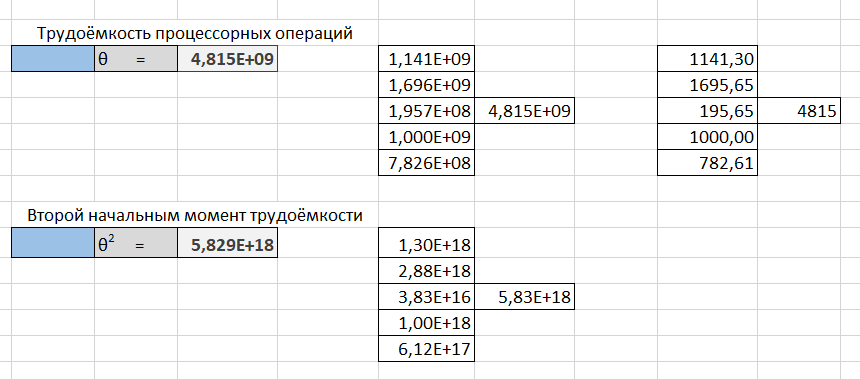 Трудоёмкость процессорных операций
θ = 4,815E+09 1,141E+09 1141,30
1,696E+09 1695,65
1,957E+08 4,815E+09 195,65 4815
1,000E+09 1000,00
7,826E+08 782,61
Второй начальным момент трудоёмкости
θ² = 5,829E+18 1,30E+18
2,88E+18
3,83E+16 5,83E+18
1,00E+18
6,12E+17